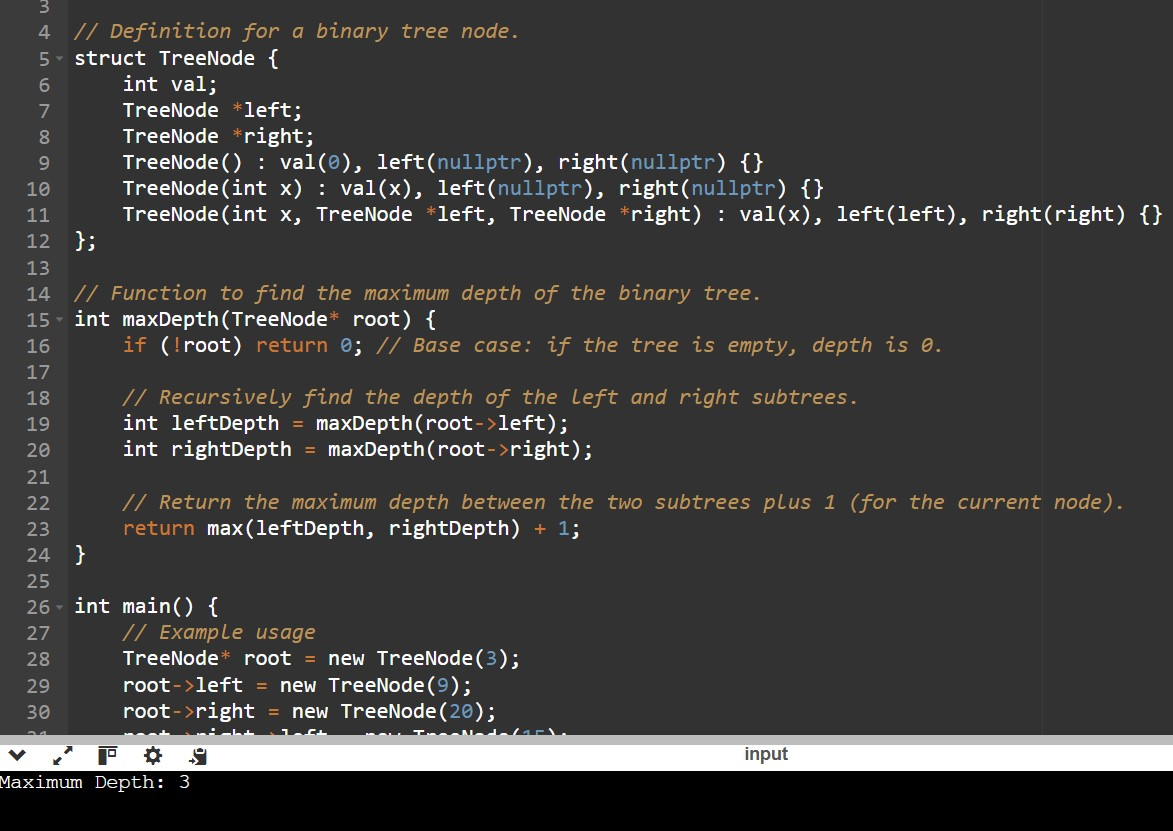 3
4 // Definition for a binary tree node.
5 struct TreeNode {
6     int val;
7     TreeNode *left;
8     TreeNode *right;
9     TreeNode() : val(0), left(nullptr), right(nullptr) {}
10     TreeNode(int x) : val(x), left(nullptr), right(nullptr) {}
11     TreeNode(int x, TreeNode *left, TreeNode *right) : val(x), left(left), right(right) {}
12 };
13
14 // Function to find the maximum depth of the binary tree.
15 int maxDepth(TreeNode* root) {
16     if (!root) return 0; // Base case: if the tree is empty, depth is 0.
17
18     // Recursively find the depth of the left and right subtrees.
19     int leftDepth = maxDepth(root->left);
20     int rightDepth = maxDepth(root->right);
21
22     // Return the maximum depth between the two subtrees plus 1 (for the current node).
23     return max(leftDepth, rightDepth) + 1;
24 }
25
26 int main() {
27     // Example usage
28     TreeNode* root = new TreeNode(3);
29     root->left = new TreeNode(9);
30     root->right = new TreeNode(20);
31     root->right->left = new TreeNode(15);
input
Maximum Depth: 3